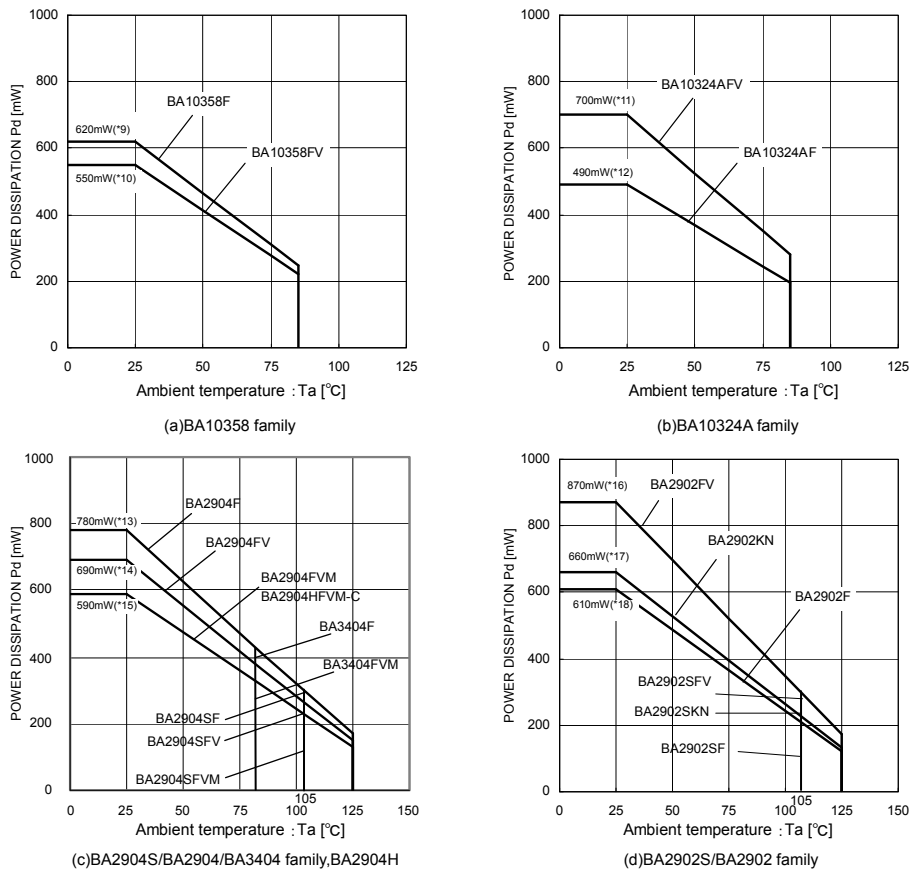 1000
800
600
400
200
0
POWER DISSIPATION Pd [mW]
620mW(*9)
550mW(*10)
BA10358F
BA10358FV
0 25 50 75 100 125
Ambient temperature : Ta [°C]
(a)BA10358 family
1000
800
600
400
200
0
POWER DISSIPATION Pd [mW]
700mW(*11)
490mW(*12)
BA10324AFV
BA10324AF
0 25 50 75 100 125
Ambient temperature : Ta [°C]
(b)BA10324A family
1000
800
600
400
200
0
POWER DISSIPATION Pd [mW]
780mW(*13)
690mW(*14)
590mW(*15)
BA2904F
BA2904FV
BA2904FVM
BA2904HFVM-C
BA3404F
BA3404FVM
BA2904SF
BA2904SFV
BA2904SFVM
105
0 25 50 75 100 125 150
Ambient temperature : Ta [°C]
(c)BA2904S/BA2904/BA3404 family,BA2904H
1000
800
600
400
200
0
POWER DISSIPATION Pd [mW]
870mW(*16)
660mW(*17)
610mW(*18)
BA2902FV
BA2902KN
BA2902F
BA2902SFV
BA2902SKN
BA2902SF
105
0 25 50 75 100 125 150
Ambient temperature : Ta [°C]
(d)BA2902S/BA2902 family